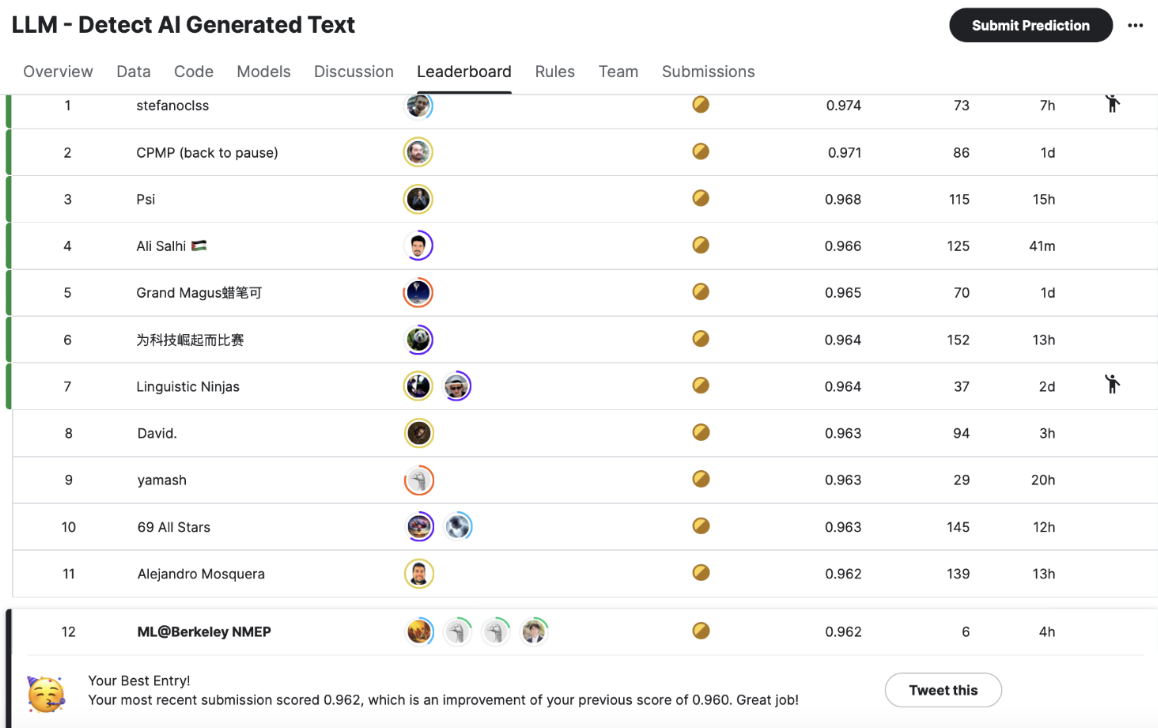 LLM - Detect AI Generated Text
Submit Prediction
Overview Data Code Models Discussion Leaderboard Rules Team Submissions
1 stefanoclss 0.974 73 7h
2 CPMP (back to pause) 0.971 86 1d
3 Psi 0.968 115 15h
4 Ali Salhi 🇵🇸 0.966 125 41m
5 Grand Magus蜡笔可 0.965 70 1d
6 为科技崛起而比赛 0.964 152 13h
7 Linguistic Ninjas 0.964 37 2d
8 David. 0.963 94 3h
9 yamash 0.963 29 20h
10 69 All Stars 0.963 145 12h
11 Alejandro Mosquera 0.962 139 13h
12 ML@Berkeley NMEP 0.962 6 4h
Your Best Entry!
Your most recent submission scored 0.962, which is an improvement of your previous score of 0.960. Great job!
Tweet this